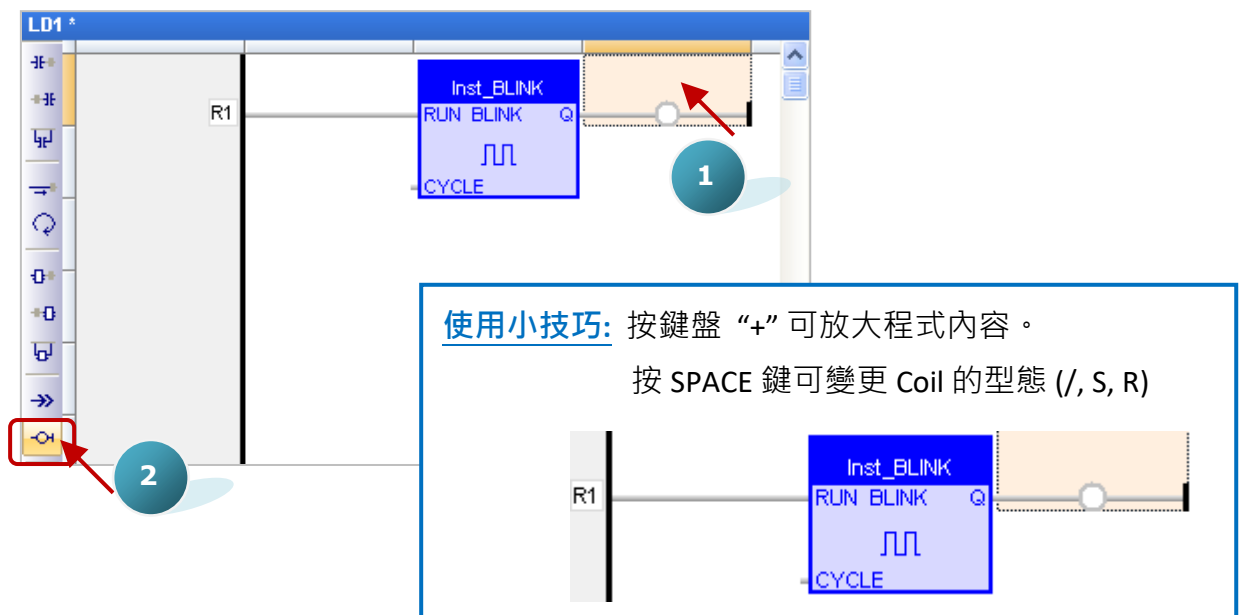 LD1 *
Inst_BLINK
R1
RUN BLINK Q
CYCLE
1
2
使用小技巧: 按鍵盤 “+” 可放大程式內容。
按 SPACE 鍵可變更 Coil 的型態 (/, S, R)
Inst_BLINK
R1
RUN BLINK Q
CYCLE